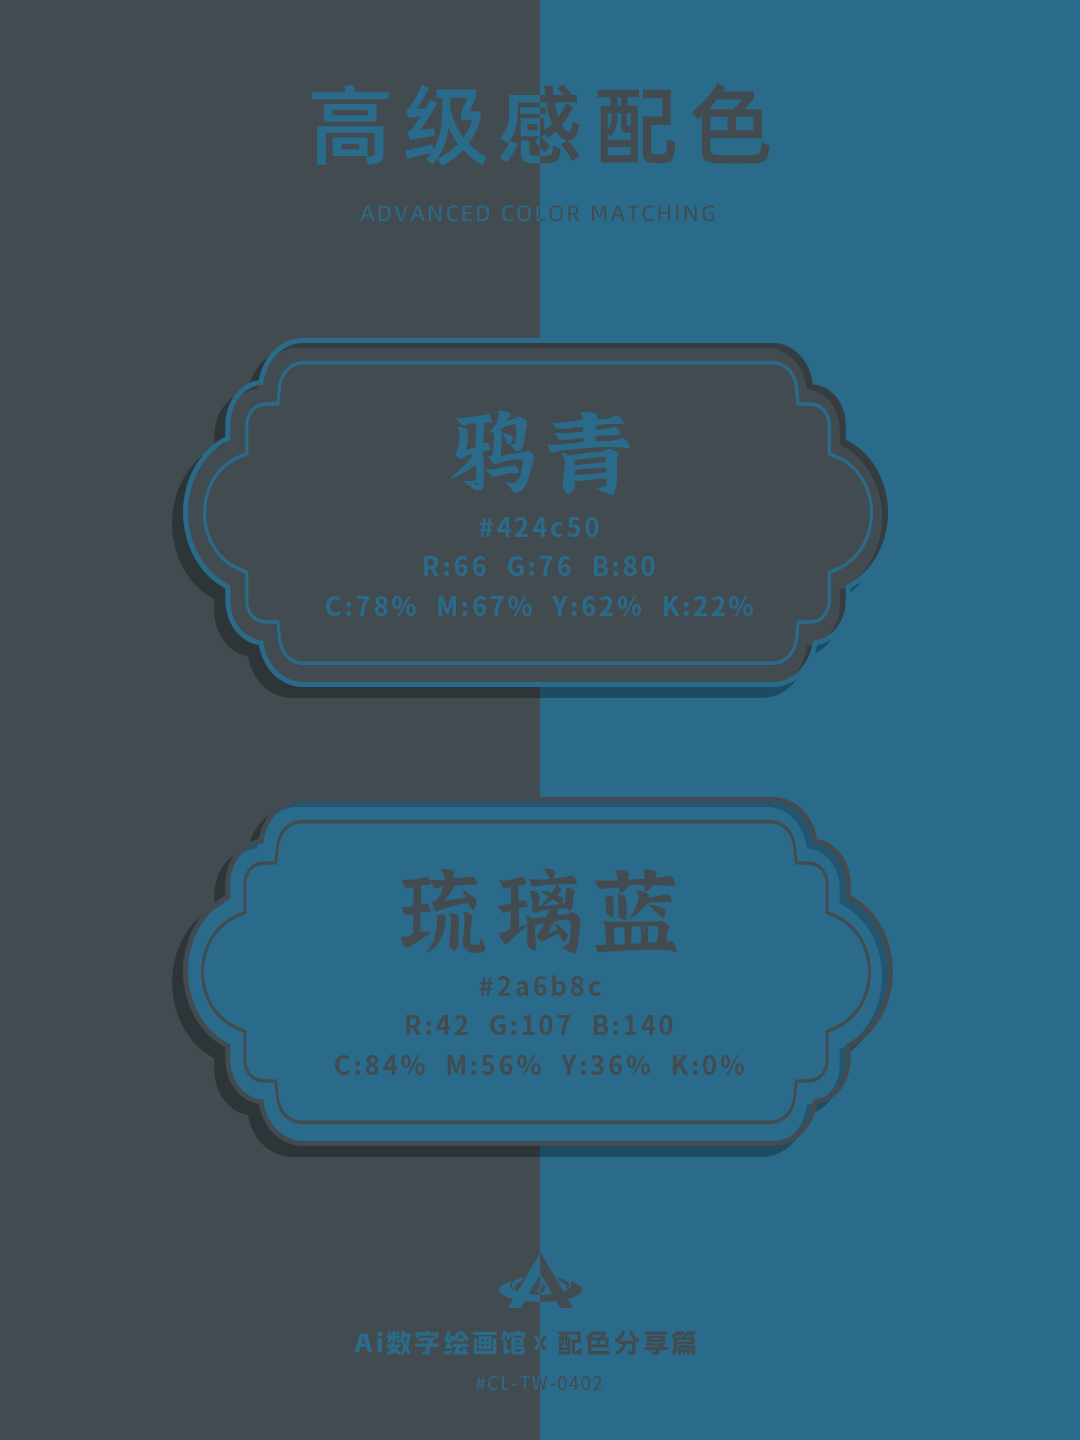 高级感配色
ADVANCED COLOR MATCHING
鸦青
#424c50
R:66 G:76 B:80
C:78% M:67% Y:62% K:22%
琉璃蓝
#2a6b8c
R:42 G:107 B:140
C:84% M:56% Y:36% K:0%
Ai数字绘画馆 x 配色分享篇
#CL-TW-0402